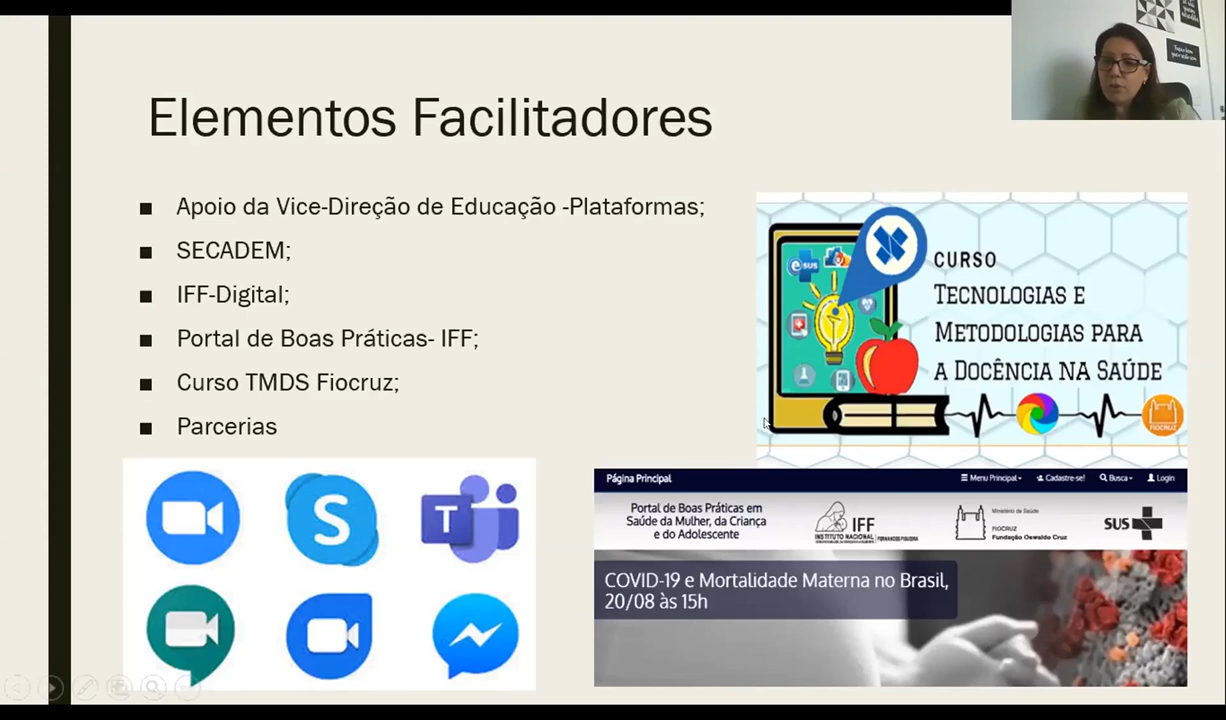 Elementos Facilitadores
Apoio da Vice-Direção de Educação -Plataformas;
SECADEM;
IFF-Digital;
Portal de Boas Práticas- IFF;
Curso TMDS Fiocruz;
Parcerias
e SUS
CURSO
TECNOLOGIAS E
METODOLOGIAS PARA
A DOCÊNCIA NA SAÚDE
FIOCRUZ
S
T
Página Principal
Menu Principal
Cadastre-se!
Busca
Login
Portal de Boas Práticas em
Saúde da Mulher, da Criança
e do Adolescente
IFF
INSTITUTO NACIONAL
FERNANDES FIGUEIRA
Ministério da Saúde
FIOCRUZ
Fundação Oswaldo Cruz
SUS
COVID-19 e Mortalidade Materna no Brasil,
20/08 às 15h